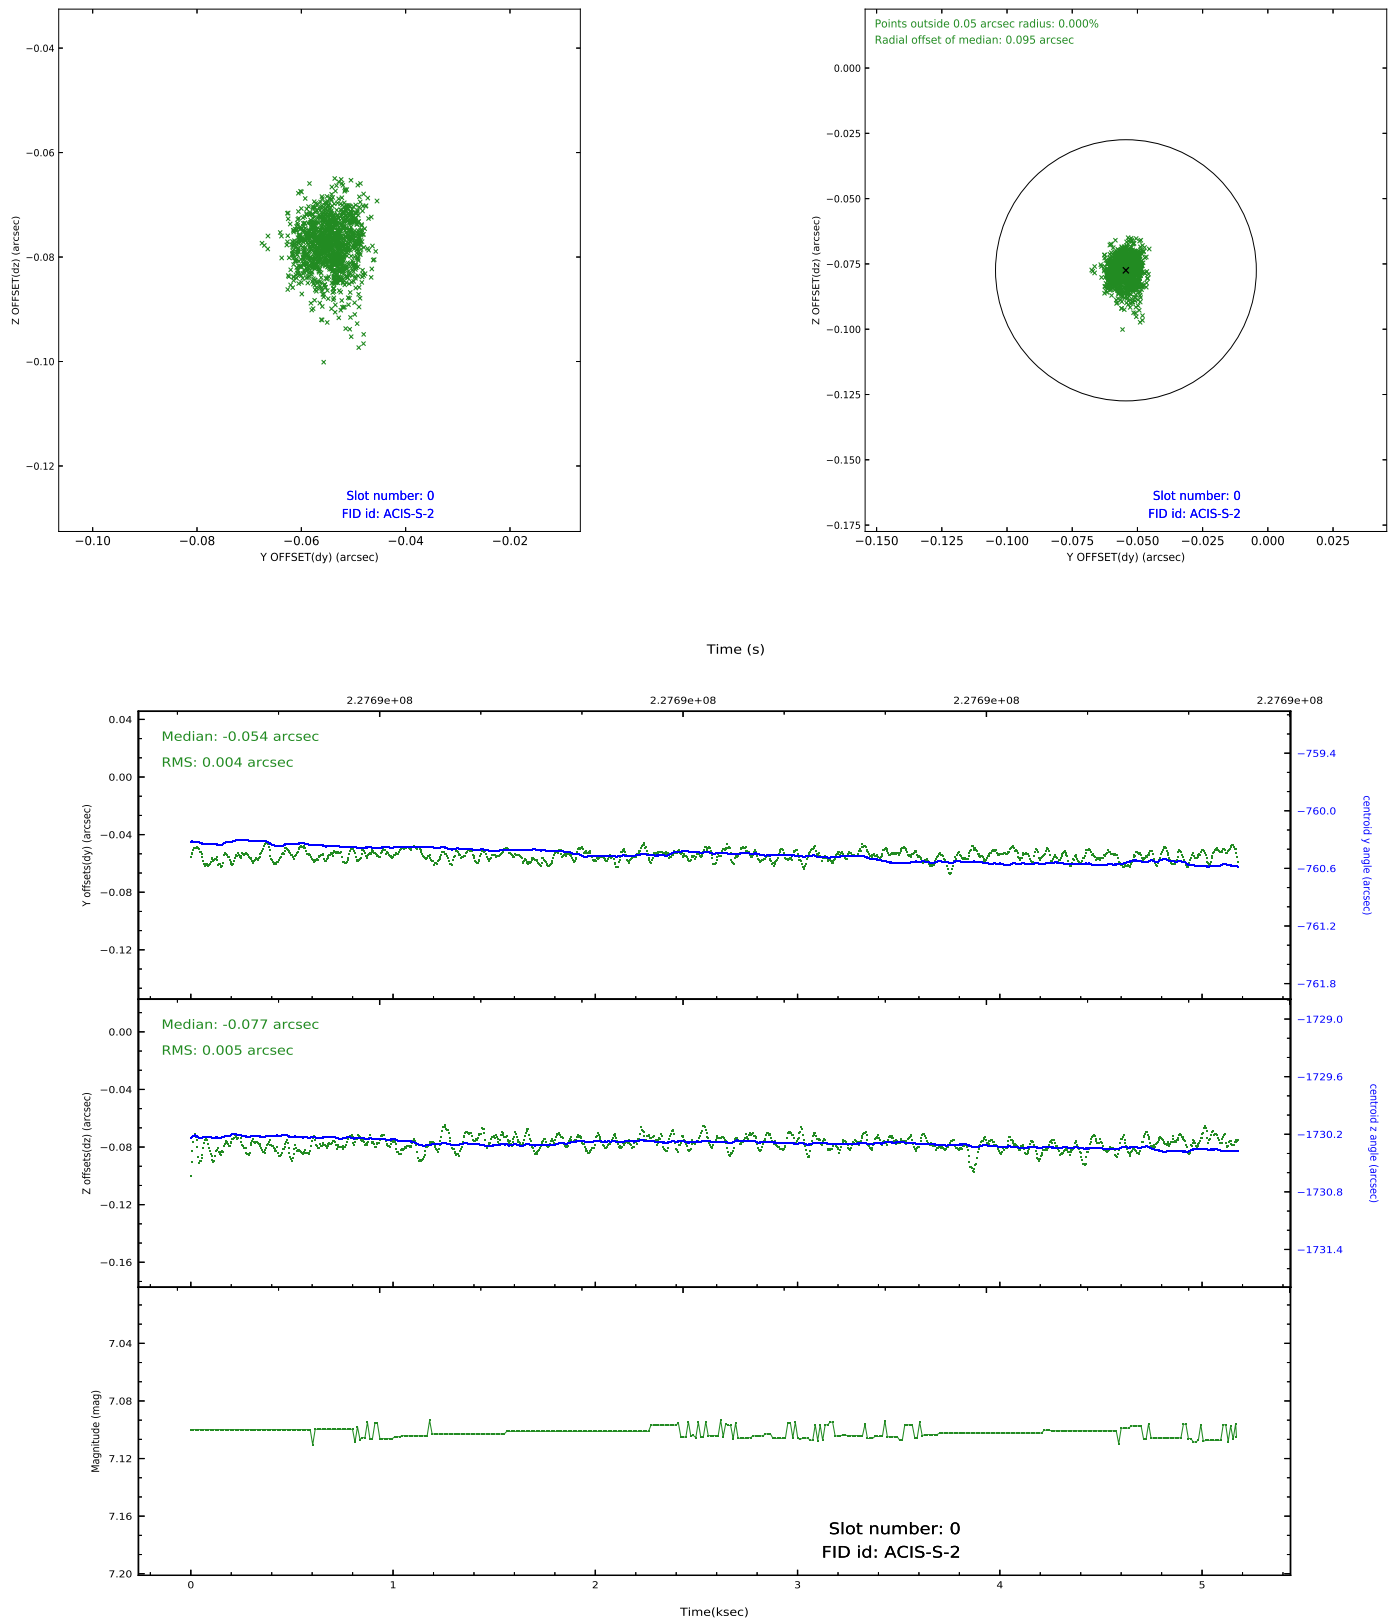 Points outside 0.05 arcsec radius: 0.000%
Radial offset of median: 0.095 arcsec
−0.04
−0.06
−0.08
−0.10
−0.12
Z OFFSET(dz) (arcsec)
Slot number: 0
FID id: ACIS-S-2
−0.10 −0.08 −0.06 −0.04 −0.02
Y OFFSET(dy) (arcsec)
0.000
−0.025
−0.050
−0.075
−0.100
−0.125
−0.150
−0.175
Z OFFSET(dz) (arcsec)
Slot number: 0
FID id: ACIS-S-2
−0.150 −0.125 −0.100 −0.075 −0.050 −0.025 0.000 0.025
Y OFFSET(dy) (arcsec)
Time (s)
2.2769e+08 2.2769e+08 2.2769e+08 2.2769e+08
Median: -0.054 arcsec
RMS: 0.004 arcsec
0.04
0.00
−0.04
−0.08
−0.12
Y offsets(dy) (arcsec)
−759.4
−760.0
−760.6
−761.2
−761.8
centroid y angle (arcsec)
Median: -0.077 arcsec
RMS: 0.005 arcsec
0.00
−0.04
−0.08
−0.12
−0.16
Z offsets(dz) (arcsec)
−1729.0
−1729.6
−1730.2
−1730.8
−1731.4
centroid z angle (arcsec)
7.04
7.08
7.12
7.16
7.20
Magnitude (mag)
Slot number: 0
FID id: ACIS-S-2
0 1 2 3 4 5
Time(ksec)